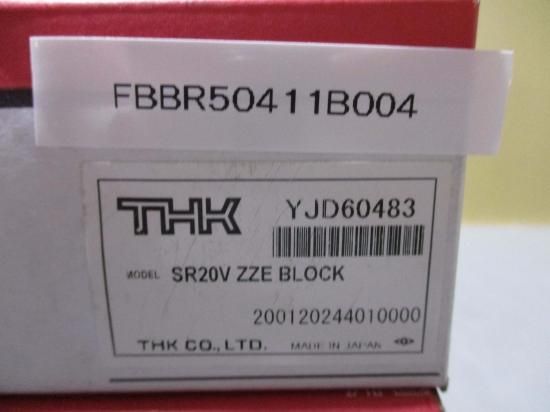 FBBR50411B004
THK YJD60483
MODEL SR20V ZZE BLOCK
200120244010000
THK CO., LTD. MADE IN JAPAN